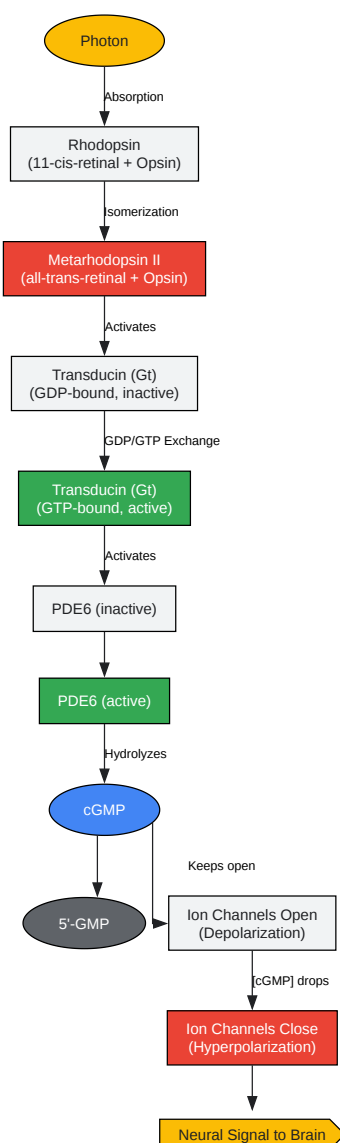 Photon
Absorption
Rhodopsin
(11-cis-retinal + Opsin)
Isomerization
Metarhodopsin II
(all-trans-retinal + Opsin)
Activates
Transducin (Gt)
(GDP-bound, inactive)
GDP/GTP Exchange
Transducin (Gt)
(GTP-bound, active)
Activates
PDE6 (inactive)
PDE6 (active)
Hydrolyzes
cGMP
Keeps open
5'-GMP
Ion Channels Open
(Depolarization)
[cGMP] drops
Ion Channels Close
(Hyperpolarization)
Neural Signal to Brain